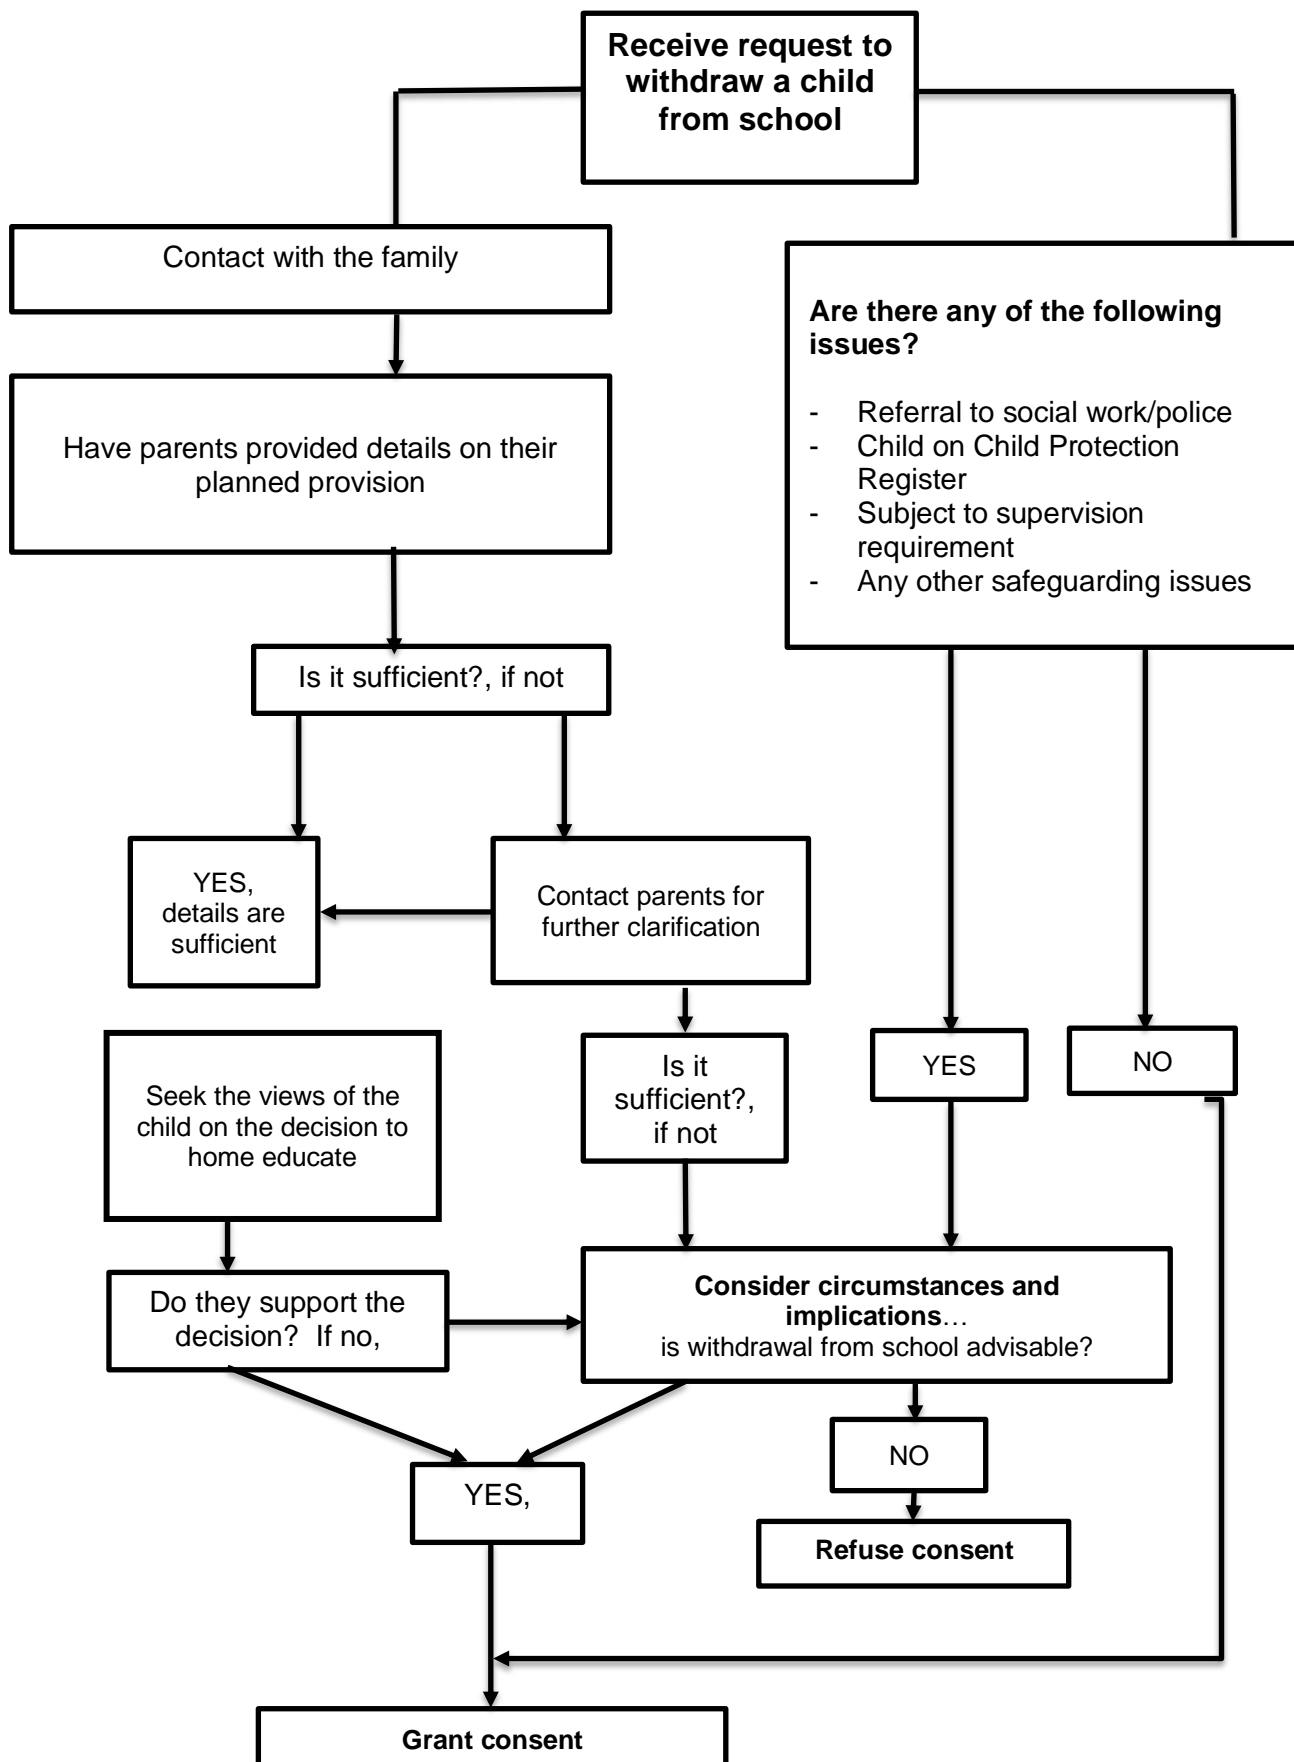 Receive request to
withdraw a child
from school
Contact with the family
Have parents provided details on their
planned provision
Are there any of the following
issues?
- Referral to social work/police
- Child on Child Protection
Register
- Subject to supervision
requirement
- Any other safeguarding issues
Is it sufficient?, if not
YES,
details are
sufficient
Contact parents for
further clarification
Seek the views of the
child on the decision to
home educate
Is it
sufficient?,
if not
YES
NO
Do they support the
decision?  If no,
Consider circumstances and
implications…
is withdrawal from school advisable?
YES,
NO
Refuse consent
Grant consent